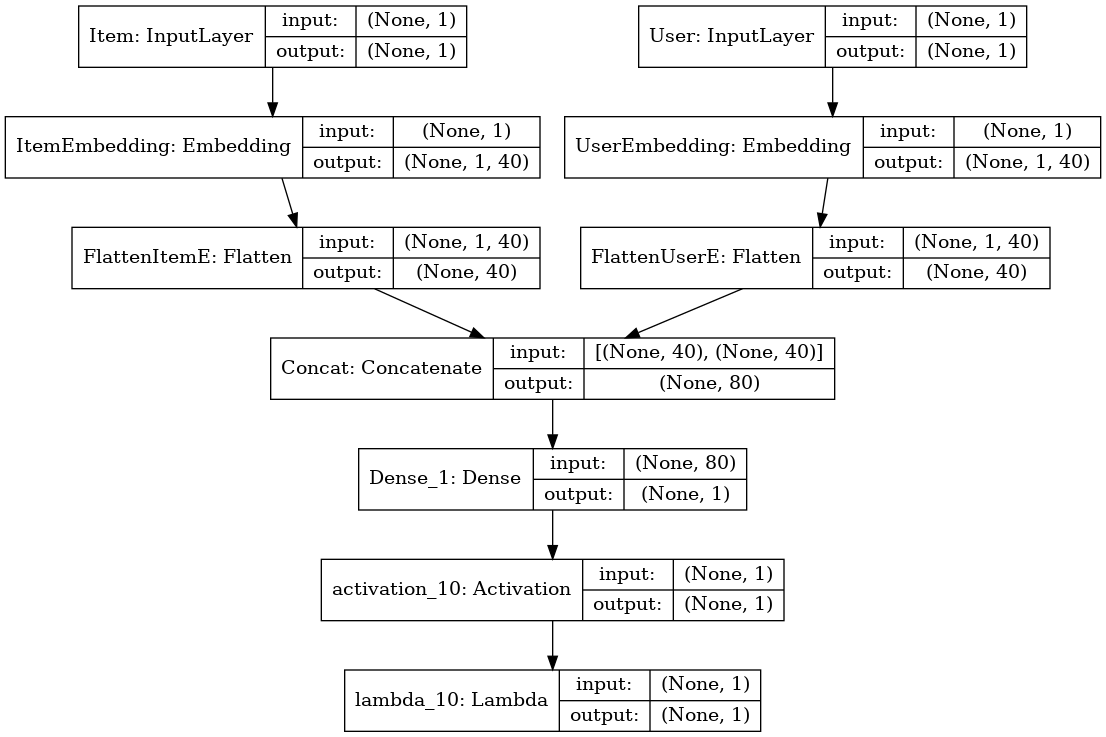 Item: InputLayer
input: (None, 1)
output: (None, 1)
User: InputLayer
input: (None, 1)
output: (None, 1)
ItemEmbedding: Embedding
input: (None, 1)
output: (None, 1, 40)
UserEmbedding: Embedding
input: (None, 1)
output: (None, 1, 40)
FlattenItemE: Flatten
input: (None, 1, 40)
output: (None, 40)
FlattenUserE: Flatten
input: (None, 1, 40)
output: (None, 40)
Concat: Concatenate
input: [(None, 40), (None, 40)]
output: (None, 80)
Dense_1: Dense
input: (None, 80)
output: (None, 1)
activation_10: Activation
input: (None, 1)
output: (None, 1)
lambda_10: Lambda
input: (None, 1)
output: (None, 1)